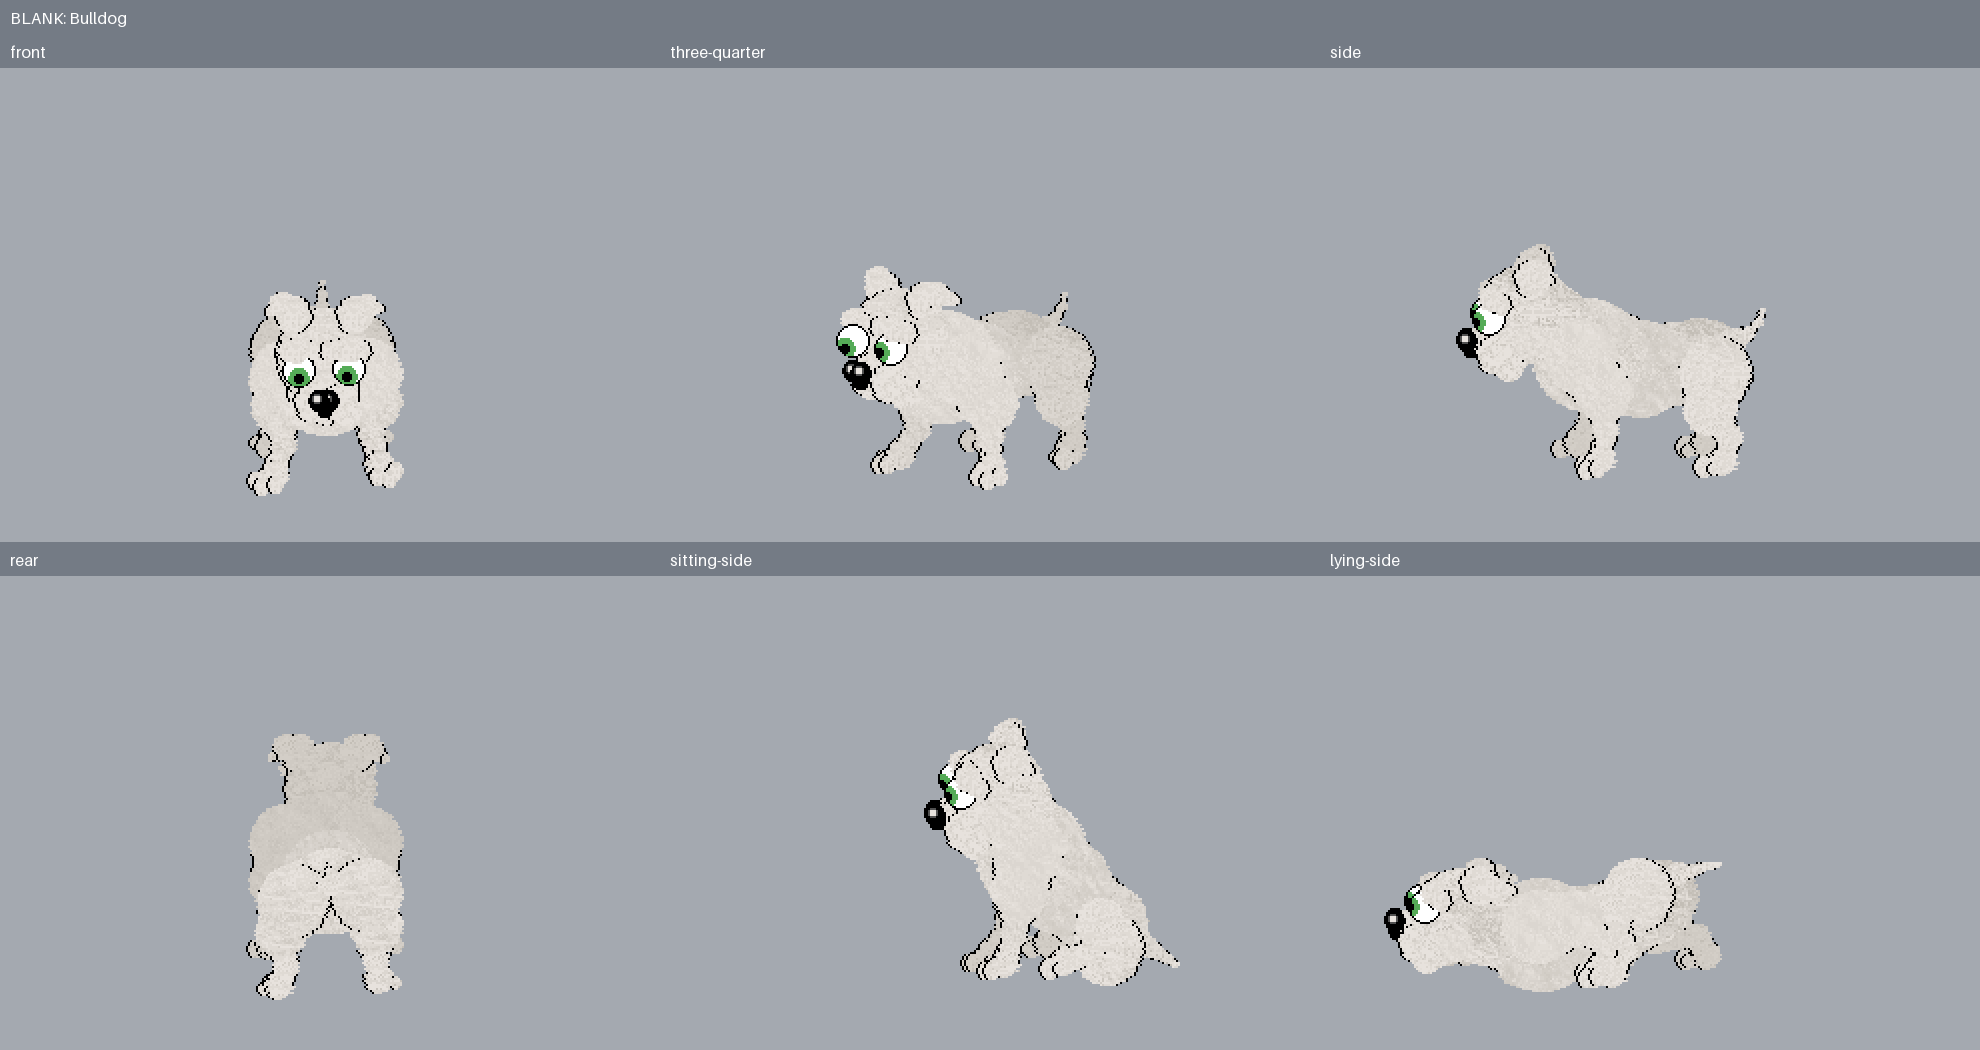 BLANK: Bulldog
front
three-quarter
side
rear
sitting-side
lying-side